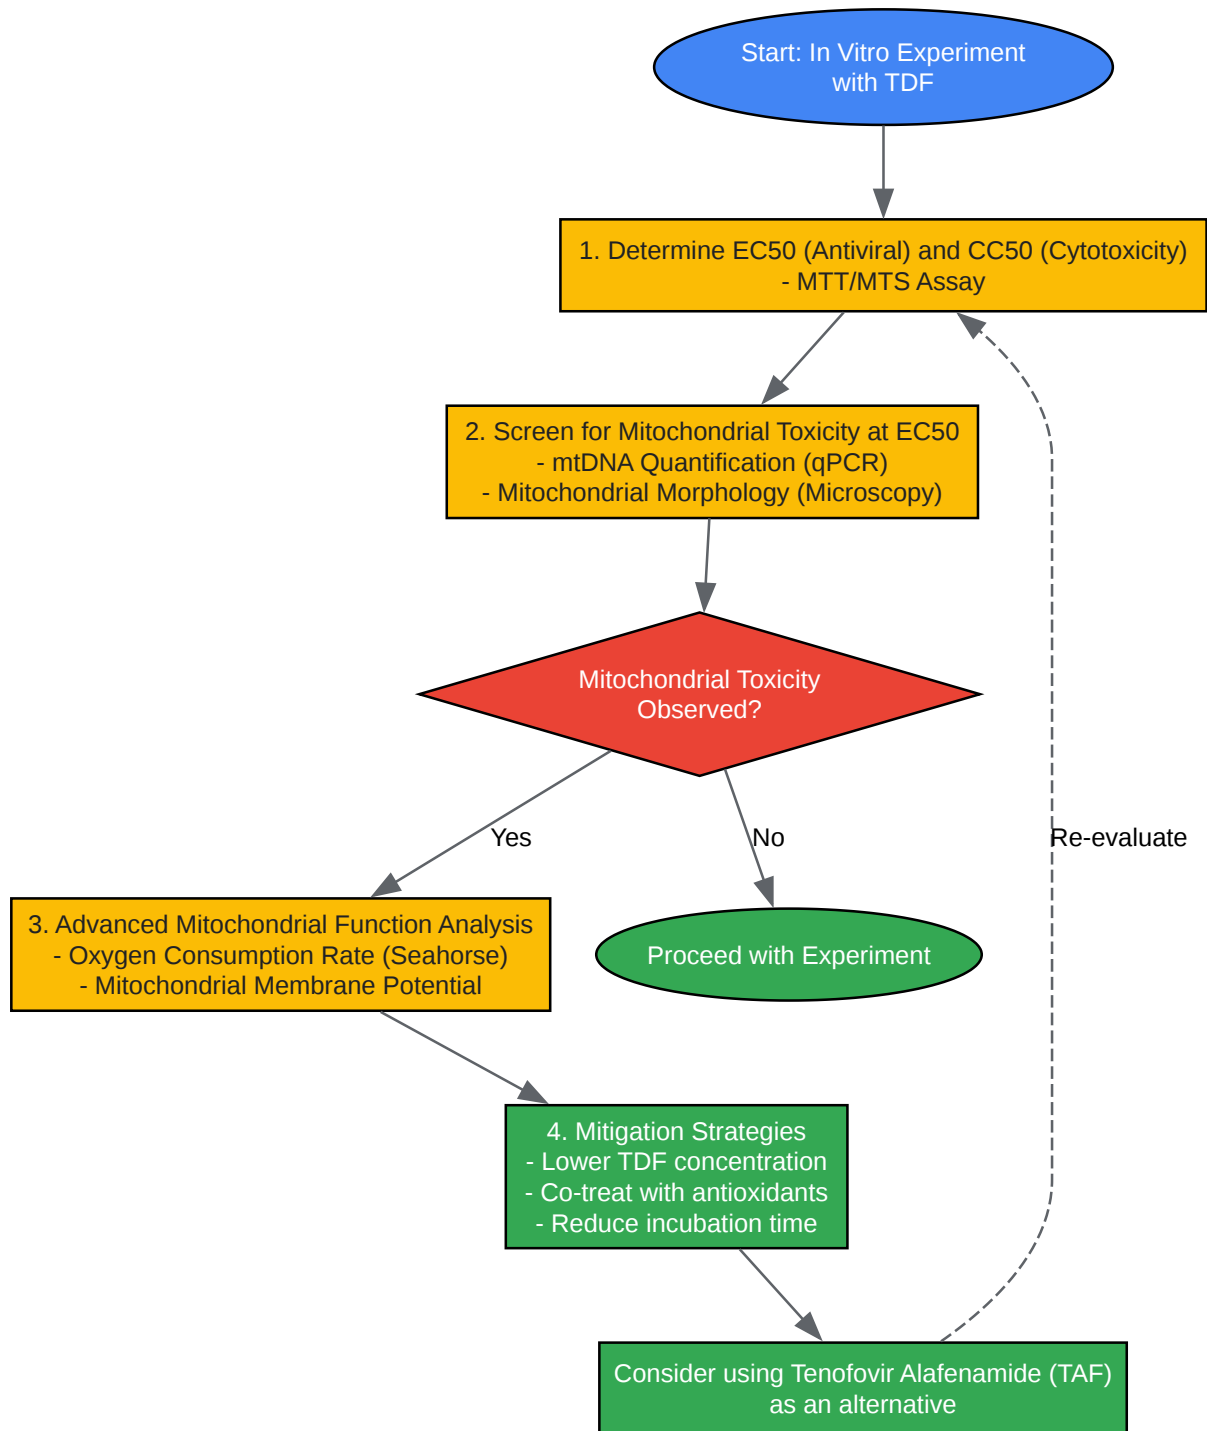 Start: In Vitro Experiment
with TDF
1. Determine EC50 (Antiviral) and CC50 (Cytotoxicity)
- MTT/MTS Assay
2. Screen for Mitochondrial Toxicity at EC50
- mtDNA Quantification (qPCR)
- Mitochondrial Morphology (Microscopy)
Mitochondrial Toxicity
Observed?
Yes
No
Re-evaluate
3. Advanced Mitochondrial Function Analysis
- Oxygen Consumption Rate (Seahorse)
- Mitochondrial Membrane Potential
Proceed with Experiment
4. Mitigation Strategies
- Lower TDF concentration
- Co-treat with antioxidants
- Reduce incubation time
Consider using Tenofovir Alafenamide (TAF)
as an alternative